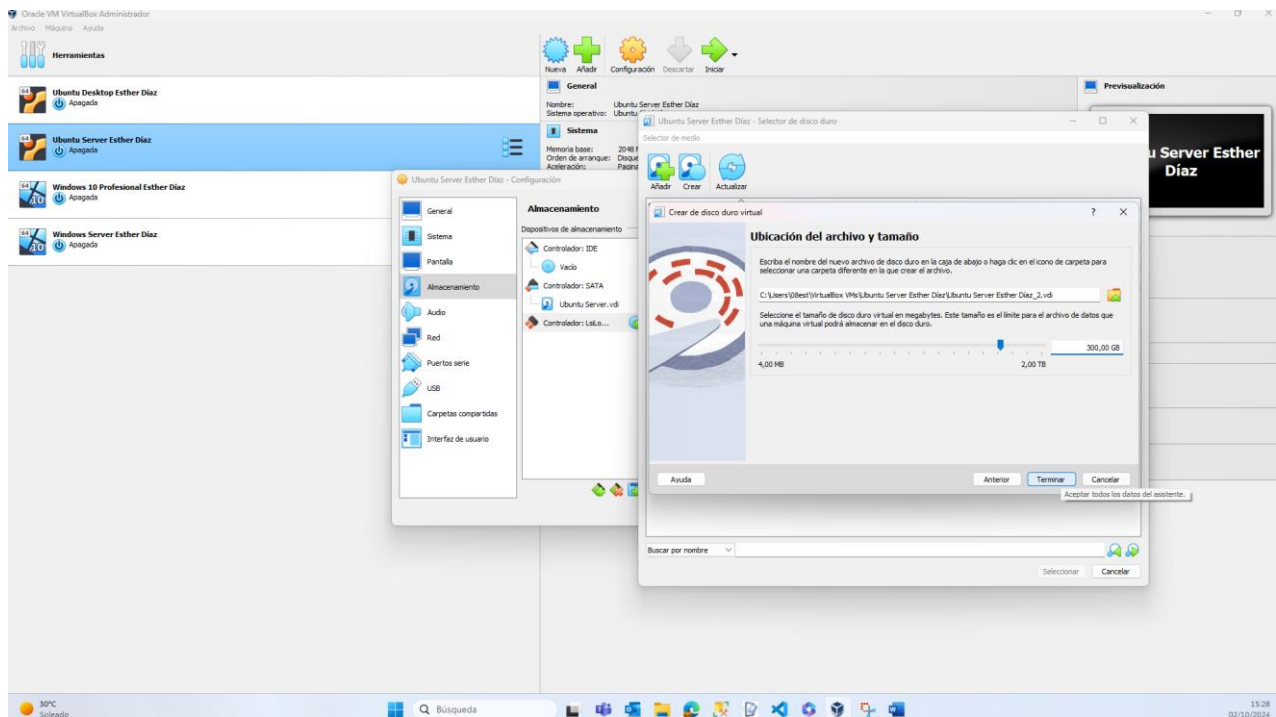 Oracle VM VirtualBox Administrador
Archivo Máquina Ayuda
Herramientas
Nueva Añadir Configuración Descartar Iniciar
Ubuntu Desktop Esther Díaz
Apagada
Ubuntu Server Esther Díaz
Apagada
Windows 10 Profesional Esther Díaz
Apagada
Windows Server Esther Díaz
Apagada
General
Nombre: Ubuntu Server Esther Díaz
Sistema operativo: Ubuntu
Sistema
Memoria base: 2048
Orden de arranque: Disque
Aceleración: Pagina
Previsualización
u Server Esther
Díaz
Ubuntu Server Esther Díaz - Configuración
General
Sistema
Pantalla
Almacenamiento
Audio
Red
Puertos serie
USB
Carpetas compartidas
Interfaz de usuario
Almacenamiento
Dispositivos de almacenamiento
Controlador: IDE
Vacío
Controlador: SATA
Ubuntu Server.vdi
Controlador: LsiLo...
Ubuntu Server Esther Díaz - Selector de disco duro
Selector de medio
Añadir Crear Actualizar
Crear de disco duro virtual
? X
Ubicación del archivo y tamaño
Escriba el nombre del nuevo archivo de disco duro en la caja de abajo o haga clic en el icono de carpeta para
seleccionar una carpeta diferente en la que crear el archivo.
C:\Users\08est\VirtualBox VMs\Ubuntu Server Esther Díaz\Ubuntu Server Esther Díaz_2.vdi
Seleccione el tamaño de disco duro virtual en megabytes. Este tamaño es el límite para el archivo de datos que
una máquina virtual podrá almacenar en el disco duro.
300,00 GB
4,00 MB 2,00 TB
Ayuda Anterior Terminar Cancelar
Aceptar todos los datos del asistente.
Buscar por nombre
Seleccionar Cancelar
30°C
Soleado
Búsqueda
15:28
02/10/2024